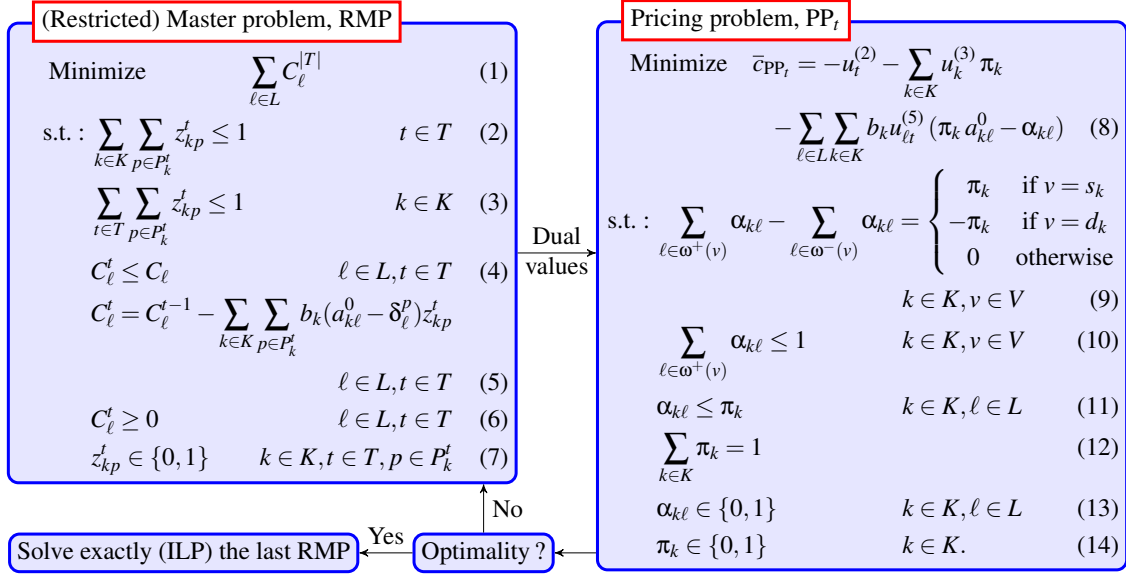 (Restricted) Master problem, RMP
Minimize ∑_{ℓ∈L} C_ℓ^{|T|} (1)
s.t. : ∑_{k∈K} ∑_{p∈P_k^t} z_{kp}^t ≤ 1 t ∈ T (2)
∑_{t∈T} ∑_{p∈P_k^t} z_{kp}^t ≤ 1 k ∈ K (3)
C_ℓ^t ≤ C_ℓ ℓ ∈ L, t ∈ T (4)
C_ℓ^t = C_ℓ^{t−1} − ∑_{k∈K} ∑_{p∈P_k^t} b_k(a_{kℓ}^0 − δ_ℓ^p)z_{kp}^t
ℓ ∈ L, t ∈ T (5)
C_ℓ^t ≥ 0 ℓ ∈ L, t ∈ T (6)
z_{kp}^t ∈ {0, 1} k ∈ K, t ∈ T, p ∈ P_k^t (7)
Dual
values
Pricing problem, PP_t
Minimize c̄_{PP_t} = −u_t^{(2)} − ∑_{k∈K} u_k^{(3)} π_k
− ∑_{ℓ∈L} ∑_{k∈K} b_k u_{ℓt}^{(5)} (π_k a_{kℓ}^0 − α_{kℓ}) (8)
s.t. : ∑_{ℓ∈ω^+(v)} α_{kℓ} − ∑_{ℓ∈ω^−(v)} α_{kℓ} = { π_k if v = s_k
−π_k if v = d_k
0 otherwise
k ∈ K, v ∈ V (9)
∑_{ℓ∈ω^+(v)} α_{kℓ} ≤ 1 k ∈ K, v ∈ V (10)
α_{kℓ} ≤ π_k k ∈ K, ℓ ∈ L (11)
∑_{k∈K} π_k = 1 (12)
α_{kℓ} ∈ {0, 1} k ∈ K, ℓ ∈ L (13)
π_k ∈ {0, 1} k ∈ K. (14)
Optimality ?
No
Yes
Solve exactly (ILP) the last RMP